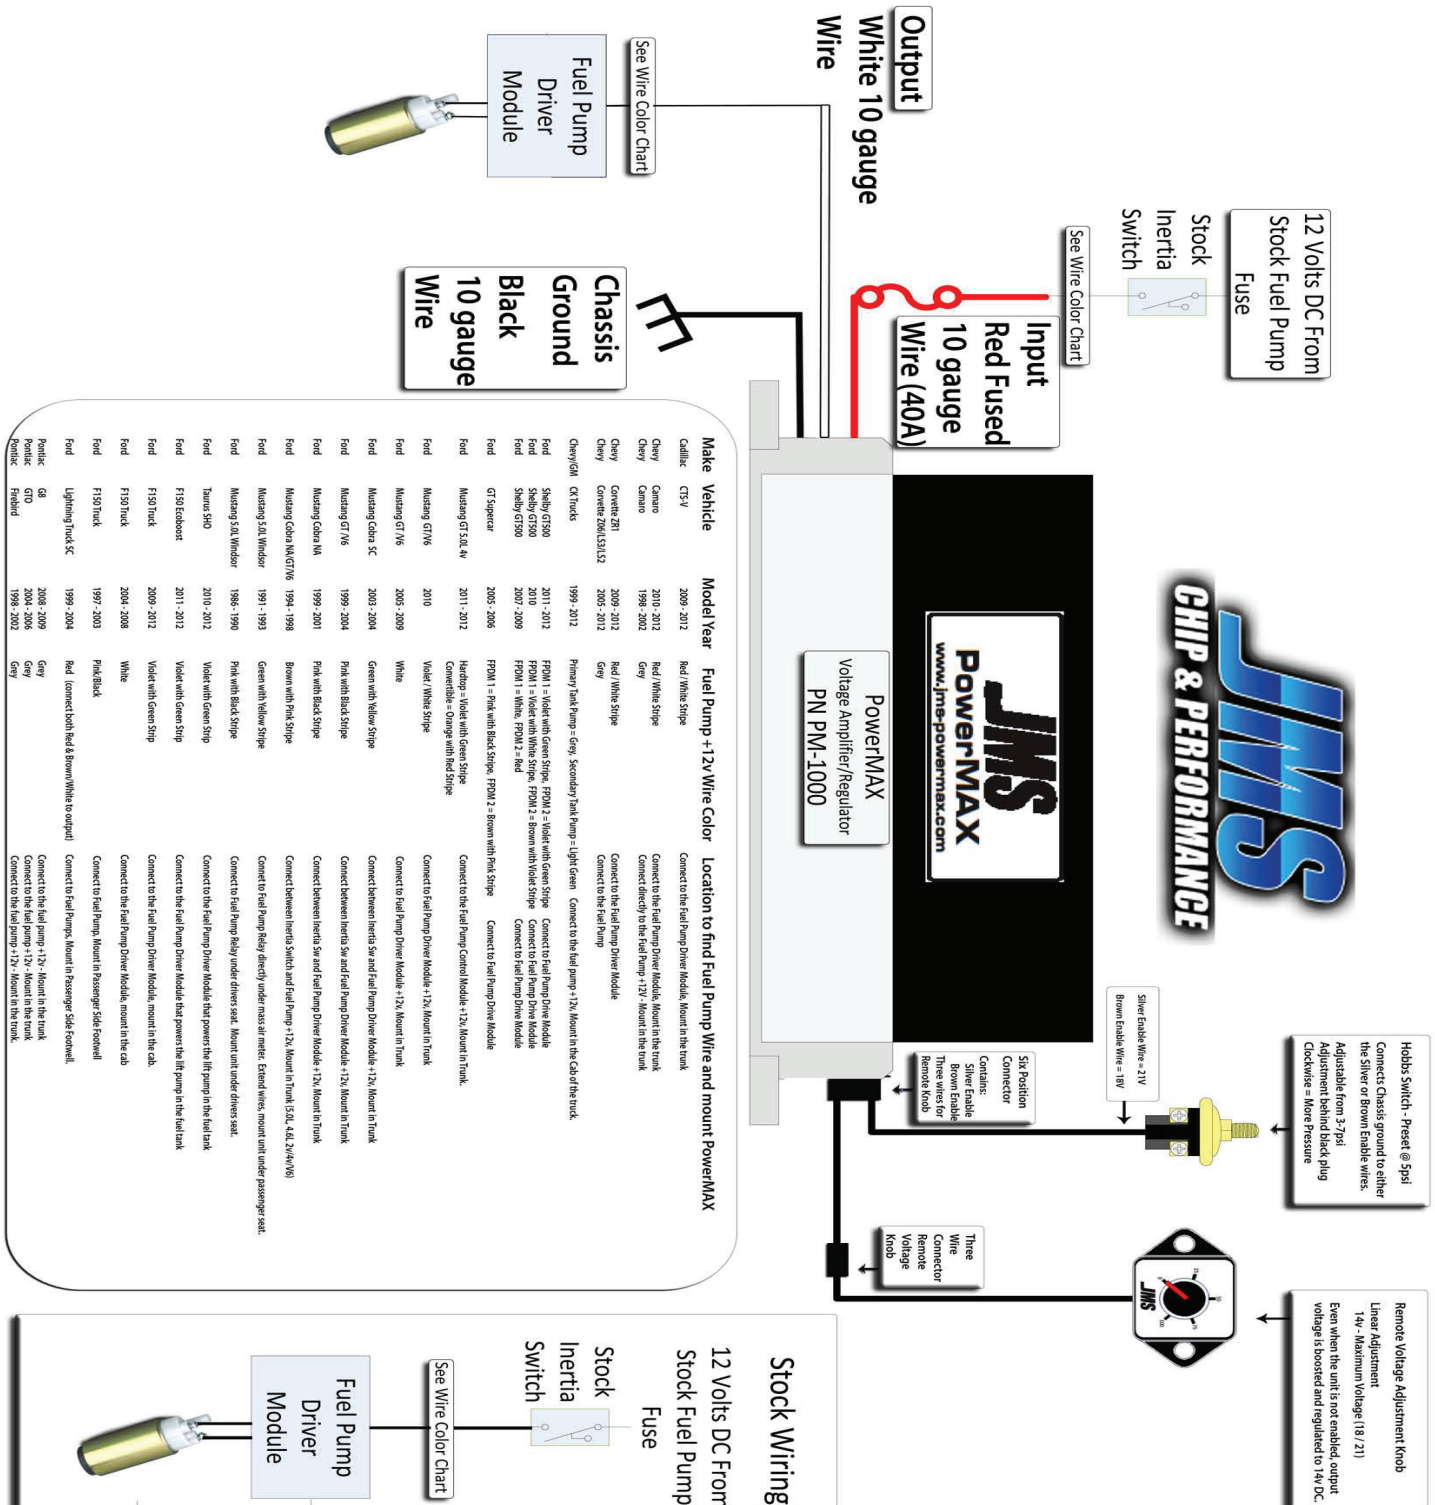 JMS
CHIP & PERFORMANCE
Output
White 10 gauge
Wire
See Wire Color Chart
Fuel Pump
Driver
Module
12 Volts DC From
Stock Fuel Pump
Fuse
Stock
Inertia
Switch
See Wire Color Chart
Input
Red Fused
10 gauge
Wire (40A)
Chassis
Ground
Black
10 gauge
Wire
JMS
PowerMAX
www.jms-powermax.com
PowerMAX
Voltage Amplifier/Regulator
PN PM-1000
Hobbs Switch - Preset @ 5psi
Connects Chassis ground to either
the Silver or Brown Enable wires.
Adjustable from 3-7psi
Adjustment behind black plug
Clockwise = More Pressure
Silver Enable Wire = 21V
Brown Enable Wire = 18V
Six Position
Connector
Contains:
Silver Enable
Brown Enable
Three wires for
Remote Knob
Three
Wire
Connector
Remote
Voltage
Knob
0
25
50
75
100
JMS
Remote Voltage Adjustment Knob
Linear Adjustment
14v - Maximum Voltage (18 / 21)
Even when the unit is not enabled, output
voltage is boosted and regulated to 14v DC.
Make Vehicle Model Year Fuel Pump +12v Wire Color Location to find Fuel Pump Wire and mount PowerMAX
Cadillac CTS-V 2009 - 2012 Red / White Stripe Connect to the Fuel Pump Driver Module, Mount in the trunk
Chevy Camaro 2010 - 2012 Red / White Stripe Connect to the Fuel Pump Driver Module, Mount in the trunk
Chevy Camaro 1998 - 2002 Grey Connect directly to the Fuel Pump +12V - Mount in the trunk
Chevy Corvette ZR1 2009 - 2012 Red / White Stripe Connect to the Fuel Pump Driver Module
Chevy Corvette Z06/LS3/LS2 2005 - 2012 Grey Connect to the Fuel Pump
Chevy/GM CK Trucks 1999 - 2012 Primary Tank Pump = Grey, Secondary Tank Pump = Light Green Connect to the fuel pump +12v, Mount in the Cab of the truck.
Ford Shelby GT500 2011 - 2012 FPDM 1 = Violet with Green Stripe, FPDM 2 = Violet with Green Stripe Connect to Fuel Pump Drive Module
Ford Shelby GT500 2010 FPDM 1 = Violet with White Stripe, FPDM 2 = Brown with Violet Stripe Connect to Fuel Pump Drive Module
Ford Shelby GT500 2007 - 2009 FPDM 1 = White, FPDM 2 = Red Connect to Fuel Pump Drive Module
Ford GT Supercar 2005 - 2006 FPDM 1 = Pink with Black Stripe, FPDM 2 = Brown with Pink Stripe Connect to Fuel Pump Drive Module
Ford Mustang GT 5.0L 4v 2011 - 2012 Hardtop = Violet with Green Stripe Connect to the Fuel Pump Control Module +12v, Mount in Trunk.
Convertible = Orange with Red Stripe
Ford Mustang GT/V6 2010 Violet / White Stripe Connect to Fuel Pump Driver Module +12v, Mount in Trunk
Ford Mustang GT /V6 2005 - 2009 White Connect to Fuel Pump Driver Module +12v, Mount in Trunk
Ford Mustang Cobra SC 2003 - 2004 Green with Yellow Stripe Connect between Inertia Sw and Fuel Pump Driver Module +12v, Mount in Trunk
Ford Mustang GT /V6 1999 - 2004 Pink with Black Stripe Connect between Inertia Sw and Fuel Pump Driver Module +12v, Mount in Trunk
Ford Mustang Cobra NA 1999 - 2001 Pink with Black Stripe Connect between Inertia Sw and Fuel Pump Driver Module +12v, Mount in Trunk
Ford Mustang Cobra NA/GT/V6 1994 - 1998 Brown with Pink Stripe Connect between Inertia Switch and Fuel Pump +12v, Mount in Trunk (5.0L, 4.6L 2v/4v/V6)
Ford Mustang 5.0L Windsor 1991 - 1993 Green with Yellow Stripe Connet to Fuel Pump Relay directly under mass air meter. Extend wires, mount unit under passenger seat.
Ford Mustang 5.0L Windsor 1986 - 1990 Pink with Black Stripe Connect to Fuel Pump Relay under drivers seat. Mount unit under drivers seat.
Ford Taurus SHO 2010 - 2012 Violet with Green Strip Connect to the Fuel Pump Driver Module that powers the lift pump in the fuel tank
Ford F150 Ecoboost 2011 - 2012 Violet with Green Strip Connect to the Fuel Pump Driver Module that powers the lift pump in the fuel tank
Ford F150 Truck 2009 - 2012 Violet with Green Strip Connect to the Fuel Pump Driver Module, mount in the cab.
Ford F150 Truck 2004 - 2008 White Connect to the Fuel Pump Driver Module, mount in the cab
Ford F150 Truck 1997 - 2003 Pink/Black Connect to Fuel Pump, Mount in Passenger Side Footwell
Ford Lightning Truck SC 1999 - 2004 Red (connect both Red & Brown/White to output) Connect to Fuel Pumps, Mount in Passenger Side Footwell.
Pontiac G8 2008 - 2009 Grey Connect to the fuel pump +12v - Mount in the trunk
Pontiac GTO 2004 - 2006 Grey Connect to the fuel pump +12v - Mount in the trunk
Pontiac Firebird 1998 - 2002 Grey Connect to the fuel pump +12v - Mount in the trunk.
Stock Wiring
12 Volts DC From
Stock Fuel Pump
Fuse
Stock
Inertia
Switch
See Wire Color Chart
Fuel Pump
Driver
Module